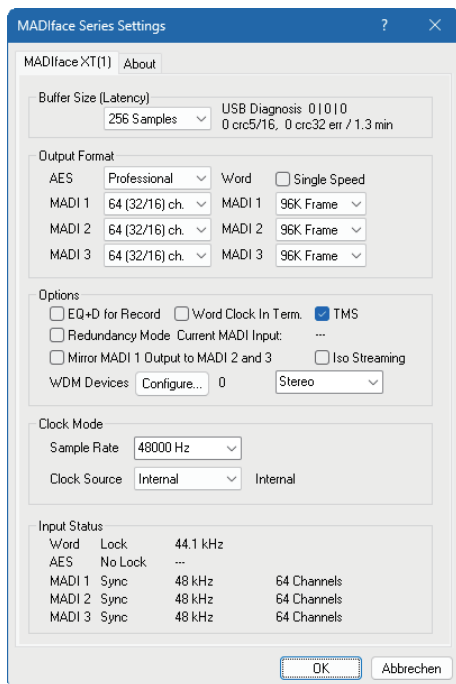 MADIface Series Settings ? ×
MADIface XT(1) About
Buffer Size (Latency)
256 Samples
USB Diagnosis 0 | 0 | 0
0 crc5/16, 0 crc32 err / 1.3 min
Output Format
AES Professional Word Single Speed
MADI 1 64 (32/16) ch. MADI 1 96K Frame
MADI 2 64 (32/16) ch. MADI 2 96K Frame
MADI 3 64 (32/16) ch. MADI 3 96K Frame
Options
EQ+D for Record Word Clock In Term. TMS
Redundancy Mode Current MADI Input: ---
Mirror MADI 1 Output to MADI 2 and 3 Iso Streaming
WDM Devices Configure... 0 Stereo
Clock Mode
Sample Rate 48000 Hz
Clock Source Internal Internal
Input Status
Word Lock 44.1 kHz
AES No Lock ---
MADI 1 Sync 48 kHz 64 Channels
MADI 2 Sync 48 kHz 64 Channels
MADI 3 Sync 48 kHz 64 Channels
OK Abbrechen